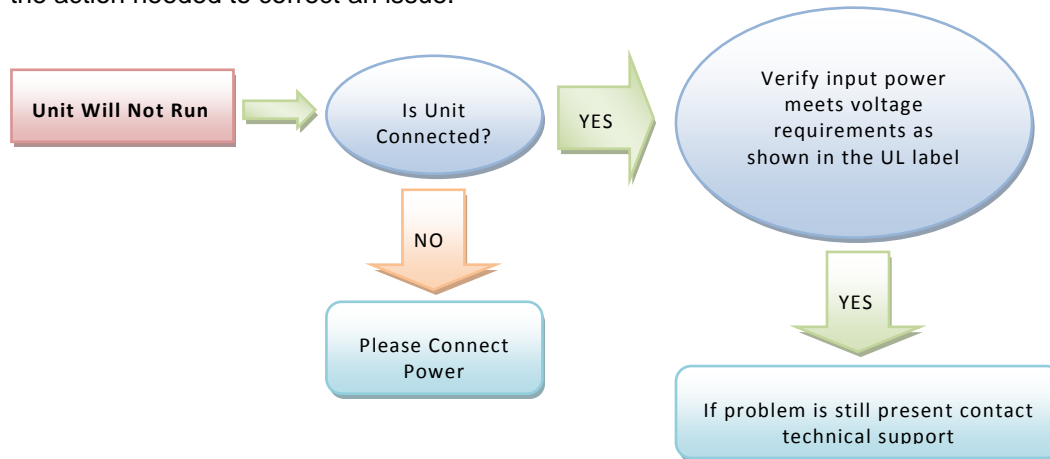 the action needed to correct an issue.
Unit Will Not Run
Is Unit
Connected?
YES
Verify input power
meets voltage
requirements as
shown in the UL label
NO
YES
Please Connect
Power
If problem is still present contact
technical support